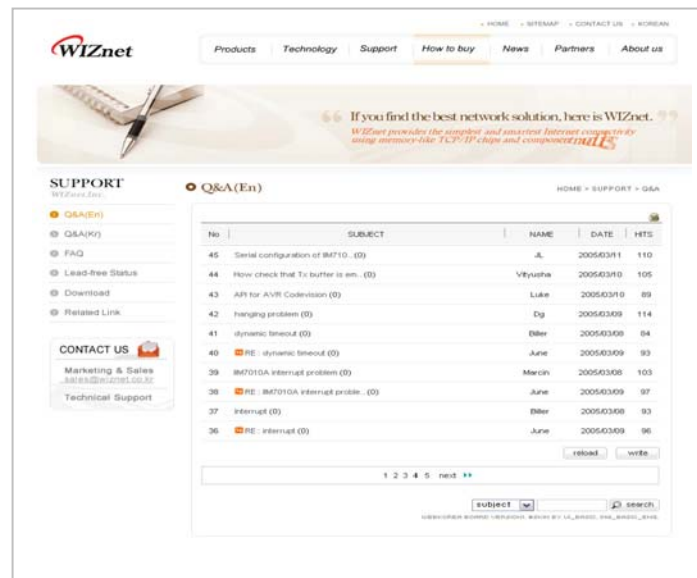 HOME SITEMAP CONTACT US KOREAN
WIZnet
Products Technology Support How to buy News Partners About us
“ If you find the best network solution, here is WIZnet. ”
WIZnet provides the simplest and smartest Internet connectivity
using memory-like TCP/IP chips and component
SUPPORT
WIZnet.Inc.
Q&A(En)
HOME > SUPPORT > Q&A
Q&A(En)
Q&A(Kr)
FAQ
Lead-free Status
Download
Related Link
CONTACT US
Marketing & Sales
sales@wiznet.co.kr
Technical Support
No SUBJECT NAME DATE HITS
45 Serial configuration of IIM710.. (0) JL 2005/03/11 110
44 How check that Tx buffer is em.. (0) Vityusha 2005/03/10 105
43 API for AVR Codevision (0) Luke 2005/03/10 89
42 hanging problem (0) Dg 2005/03/09 114
41 dynamic timeout (0) Biller 2005/03/08 84
40 RE : dynamic timeout (0) June 2005/03/09 93
39 IIM7010A interrupt problem (0) Marcin 2005/03/08 103
38 RE : IIM7010A interrupt proble.. (0) June 2005/03/09 97
37 interrupt (0) Biller 2005/03/08 93
36 RE : interrupt (0) June 2005/03/09 96
reload write
1 2 3 4 5 next
subject search